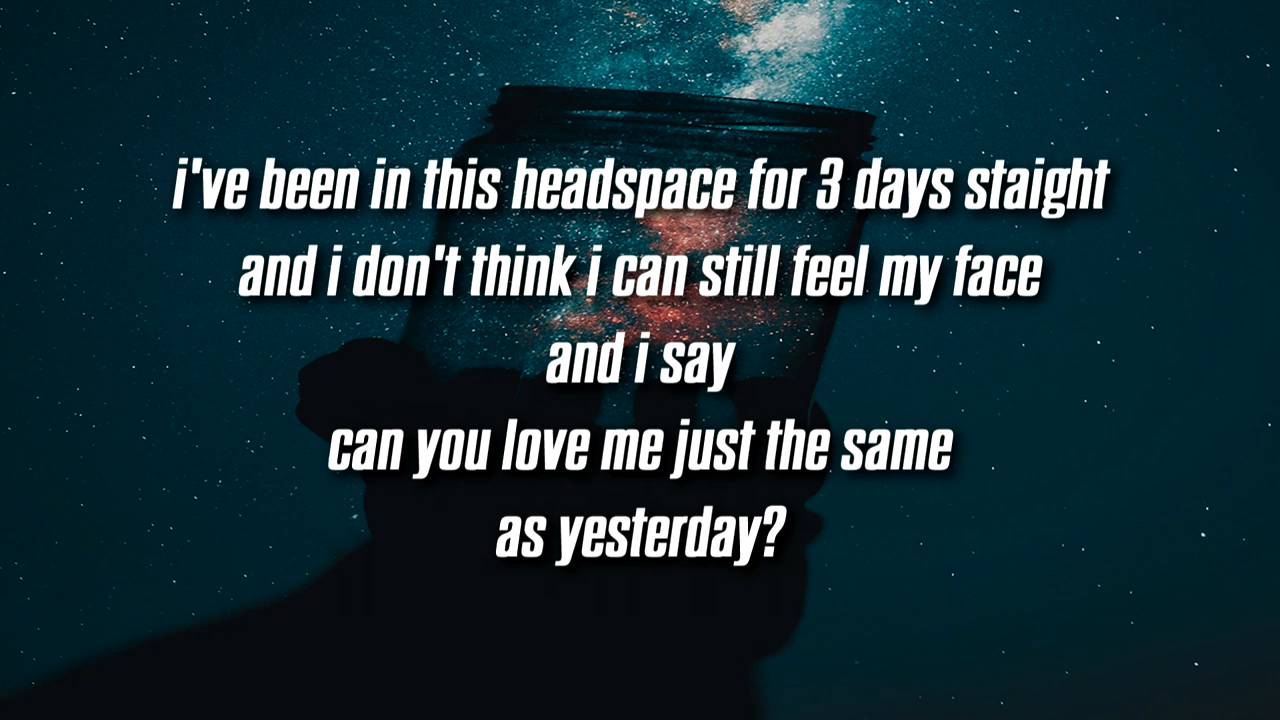 i've been in this headspace for 3 days staight
and i don't think i can still feel my face
and i say
can you love me just the same
as yesterday?